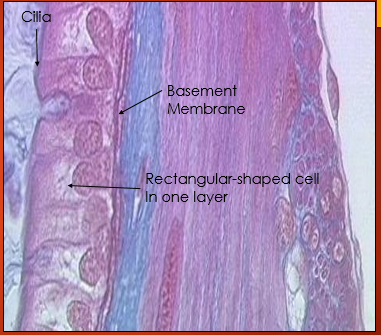 Cilia
Basement
Membrane
Rectangular-shaped cell
In one layer